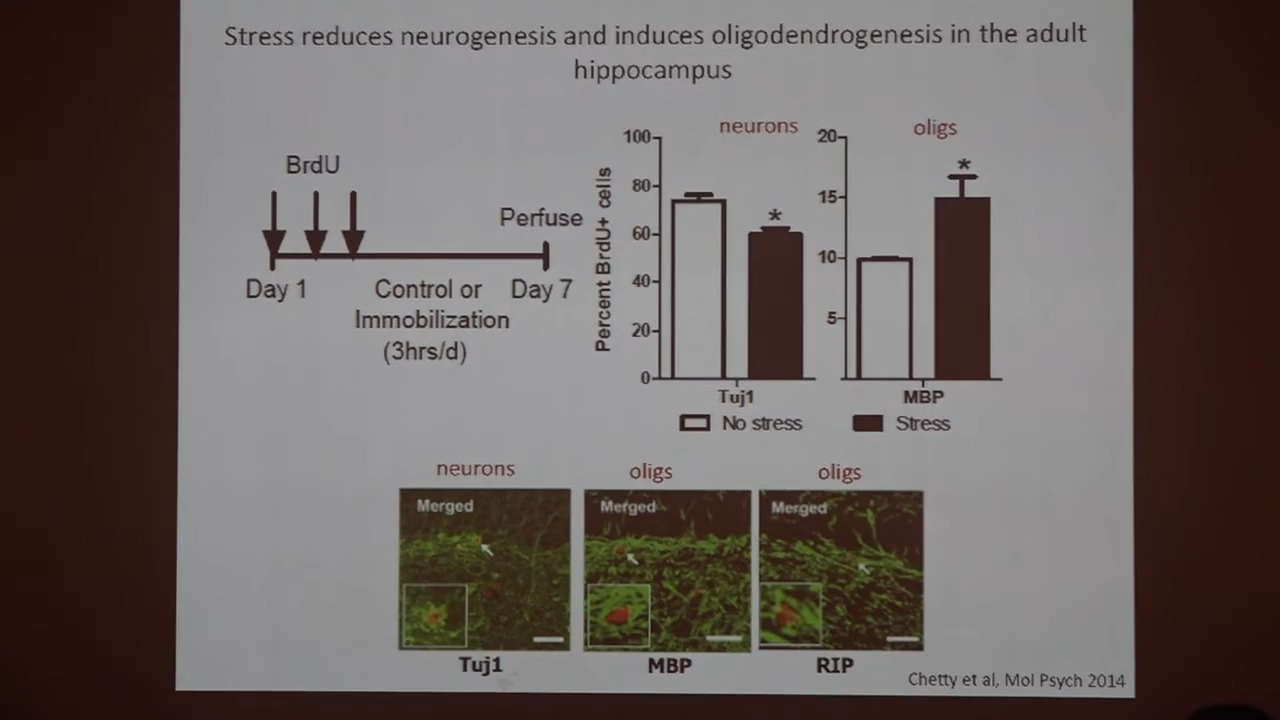 Stress reduces neurogenesis and induces oligodendrogenesis in the adult
hippocampus
BrdU
Perfuse
Day 1
Control or
Immobilization
(3hrs/d)
Day 7
Percent BrdU+ cells
neurons
100
80
60
40
20
0
*
Tuj1
oligs
20
15
10
5
*
MBP
No stress
Stress
neurons
oligs
oligs
Merged
Merged
Merged
Tuj1
MBP
RIP
Chetty et al, Mol Psych 2014